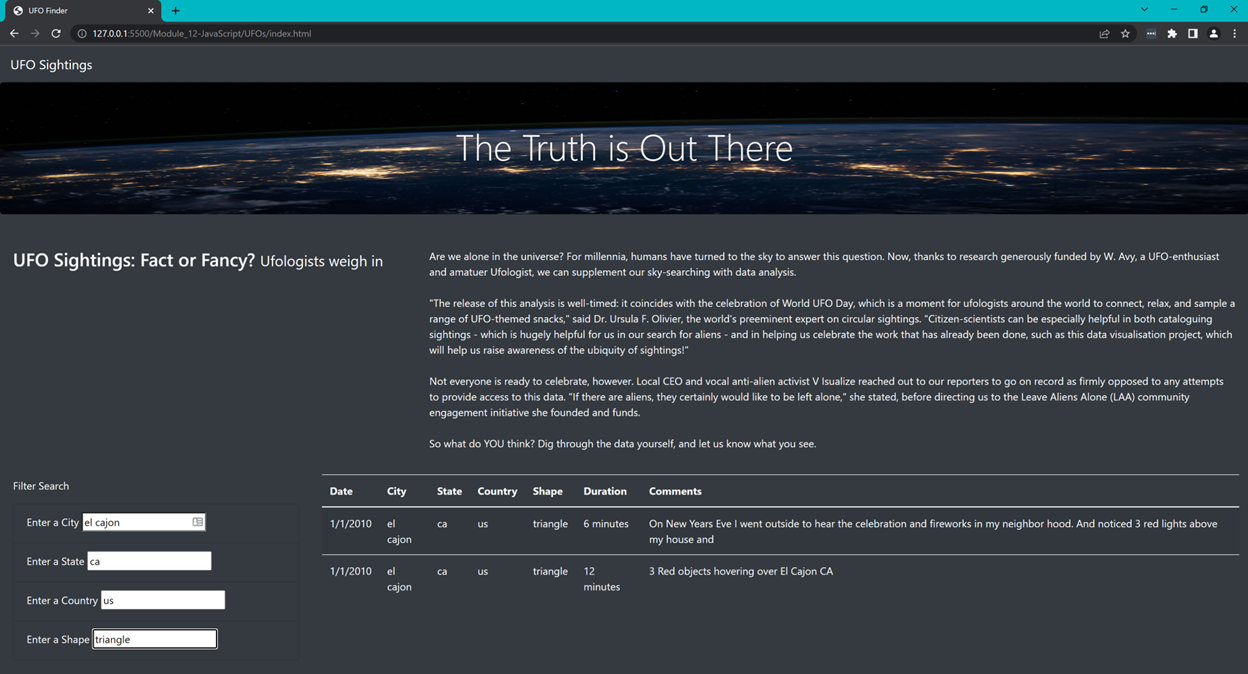 UFO Finder
127.0.0.1:5500/Module_12-JavaScript/UFOs/index.html
UFO Sightings
The Truth is Out There
UFO Sightings: Fact or Fancy? Ufologists weigh in
Are we alone in the universe? For millennia, humans have turned to the sky to answer this question. Now, thanks to research generously funded by W. Avy, a UFO-enthusiast
and amatuer Ufologist, we can supplement our sky-searching with data analysis.
"The release of this analysis is well-timed: it coincides with the celebration of World UFO Day, which is a moment for ufologists around the world to connect, relax, and sample a
range of UFO-themed snacks," said Dr. Ursula F. Olivier, the world's preeminent expert on circular sightings. "Citizen-scientists can be especially helpful in both cataloguing
sightings - which is hugely helpful for us in our search for aliens - and in helping us celebrate the work that has already been done, such as this data visualisation project, which
will help us raise awareness of the ubiquity of sightings!"
Not everyone is ready to celebrate, however. Local CEO and vocal anti-alien activist V Isualize reached out to our reporters to go on record as firmly opposed to any attempts
to provide access to this data. "If there are aliens, they certainly would like to be left alone," she stated, before directing us to the Leave Aliens Alone (LAA) community
engagement initiative she founded and funds.
So what do YOU think? Dig through the data yourself, and let us know what you see.
Filter Search
Enter a City el cajon
Enter a State ca
Enter a Country us
Enter a Shape triangle
Date City State Country Shape Duration Comments
1/1/2010 el ca us triangle 6 minutes On New Years Eve I went outside to hear the celebration and fireworks in my neighbor hood. And noticed 3 red lights above
cajon my house and
1/1/2010 el ca us triangle 12 3 Red objects hovering over El Cajon CA
cajon minutes